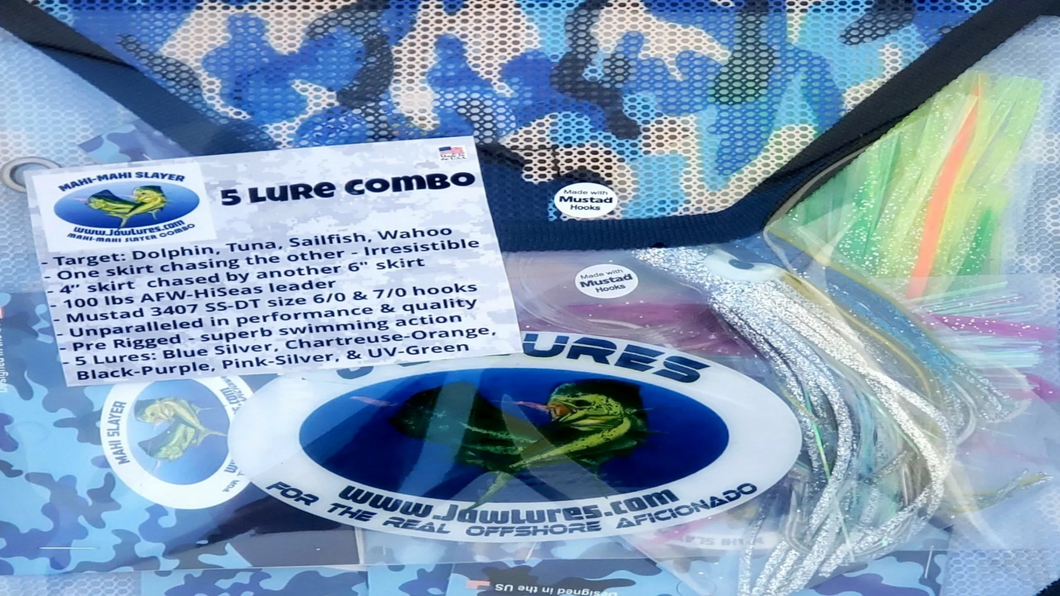 MAHI-MAHI SLAYER
www.JawLures.com
MAHI-MAHI SLAYER COMBO
5 LURE COMBO
- Target: Dolphin, Tuna, Sailfish, Wahoo
- One skirt chasing the other - Irresistible
- 4” skirt chased by another 6” skirt
- 100 lbs AFW-HiSeas leader
- Mustad 3407 SS-DT size 6/0 & 7/0 hooks
- Unparalleled in performance & quality
- Pre Rigged - superb swimming action
- 5 Lures: Blue Silver, Chartreuse-Orange,
Black-Purple, Pink-Silver, & UV-Green
Made with
Mustad
Hooks
Made with
Mustad
Hooks
MAHI SLAYER
LURES
www.JawLures.com
FOR THE REAL OFFSHORE AFICIONADO
Designed in the US